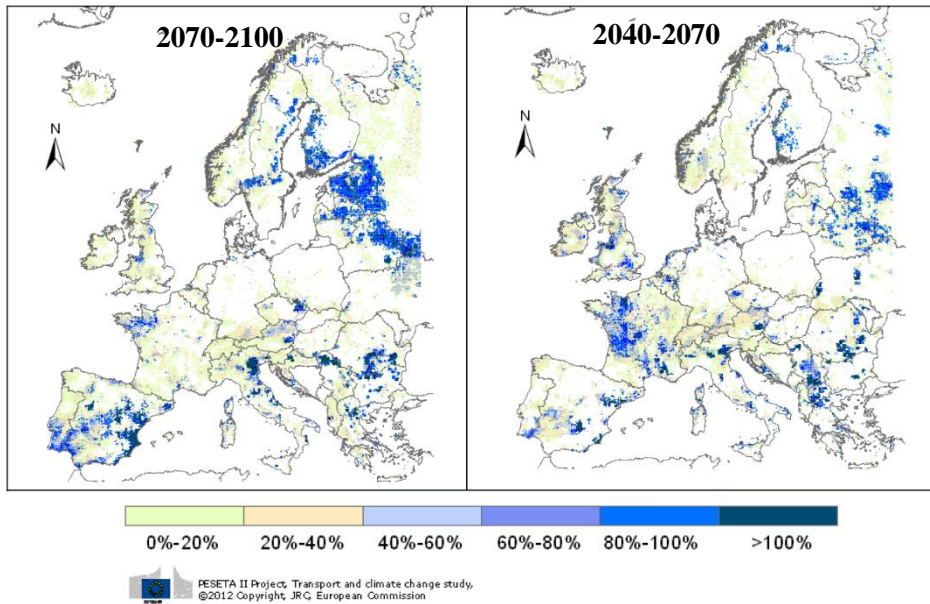 2070-2100
2040-2070
N
N
0%-20% 20%-40% 40%-60% 60%-80% 80%-100% >100%
PESETA II Project, Transport and climate change study,
©2012 Copyright, JRC, European Commission